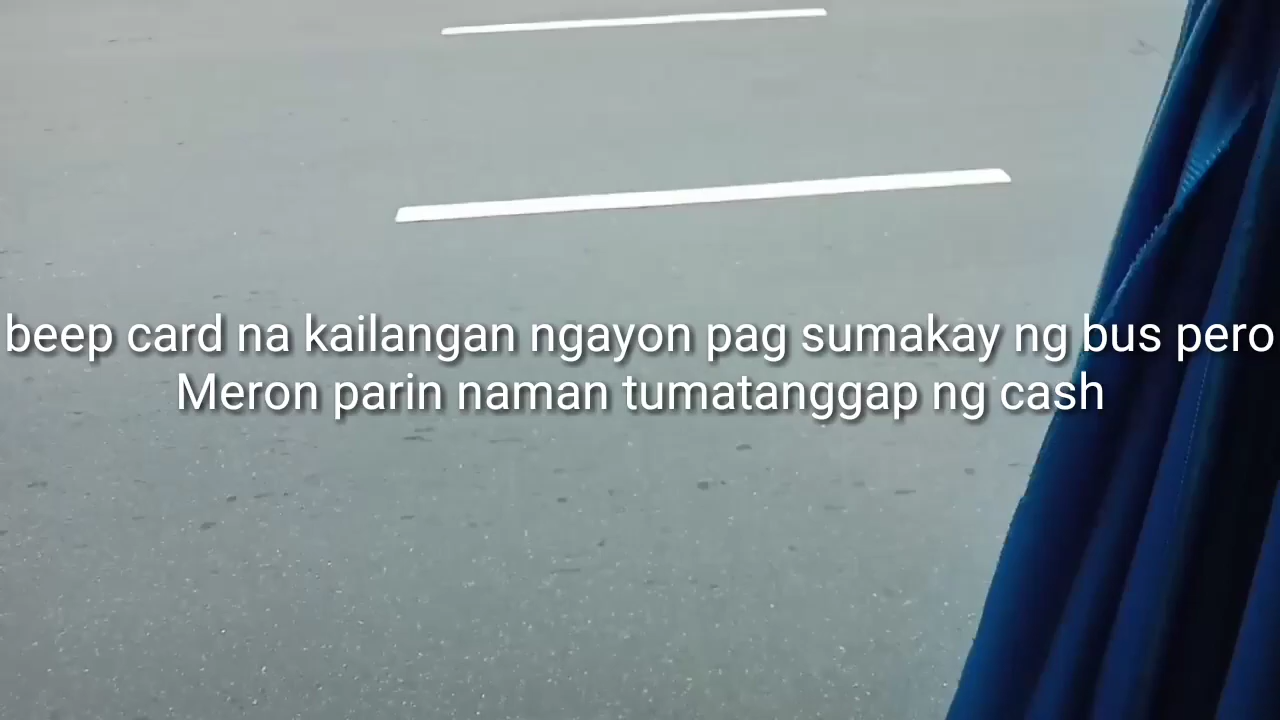 beep card na kailangan ngayon pag sumakay ng bus pero
Meron parin naman tumatanggap ng cash